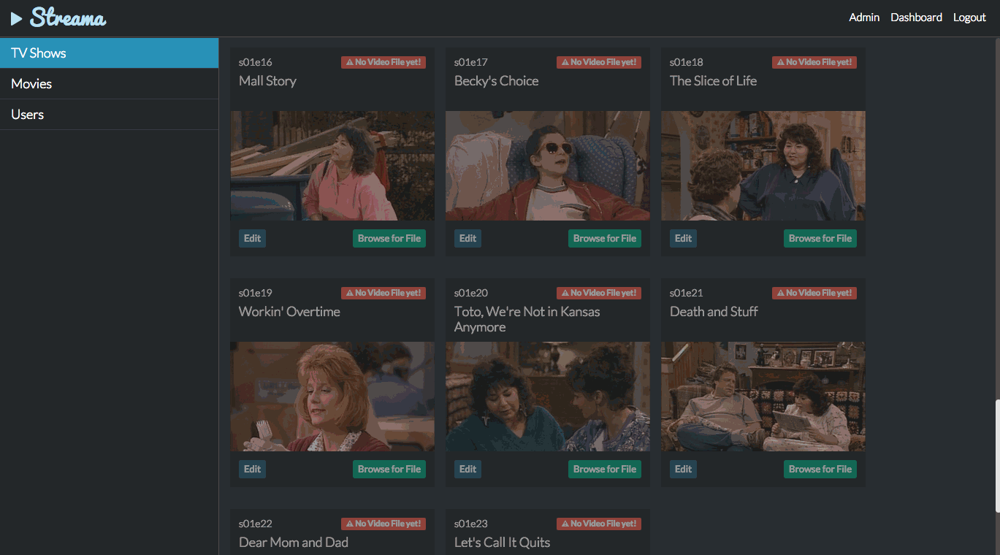 Streama
Admin Dashboard Logout
TV Shows
Movies
Users
s01e16 No Video File yet!
Mall Story
Edit Browse for File
s01e17 No Video File yet!
Becky's Choice
Edit Browse for File
s01e18 No Video File yet!
The Slice of Life
Edit Browse for File
s01e19 No Video File yet!
Workin' Overtime
Edit Browse for File
s01e20 No Video File yet!
Toto, We're Not in Kansas
Anymore
Edit Browse for File
s01e21 No Video File yet!
Death and Stuff
Edit Browse for File
s01e22 No Video File yet!
Dear Mom and Dad
s01e23 No Video File yet!
Let's Call It Quits